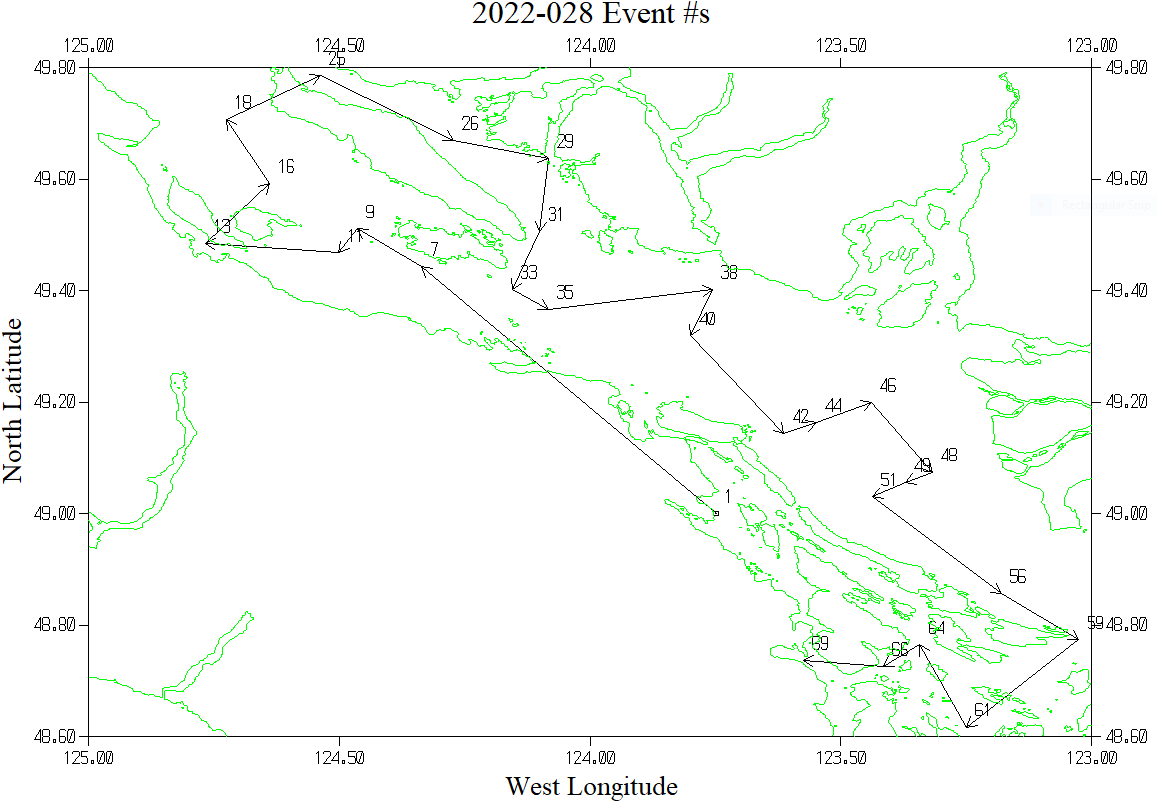 2022-028 Event #s
125.00 124.50 124.00 123.50 123.00
49.80 25 49.80
18
26
29
49.60 16 49.60
Rectangular Snip
9 31
13 11 7
33 38
49.40 35 49.40
40
49.20 46 49.20
42 44
48
49
51
49.00 1 49.00
56
48.80 64 59 48.80
69 66
61
48.60 48.60
125.00 124.50 124.00 123.50 123.00
West Longitude
North Latitude